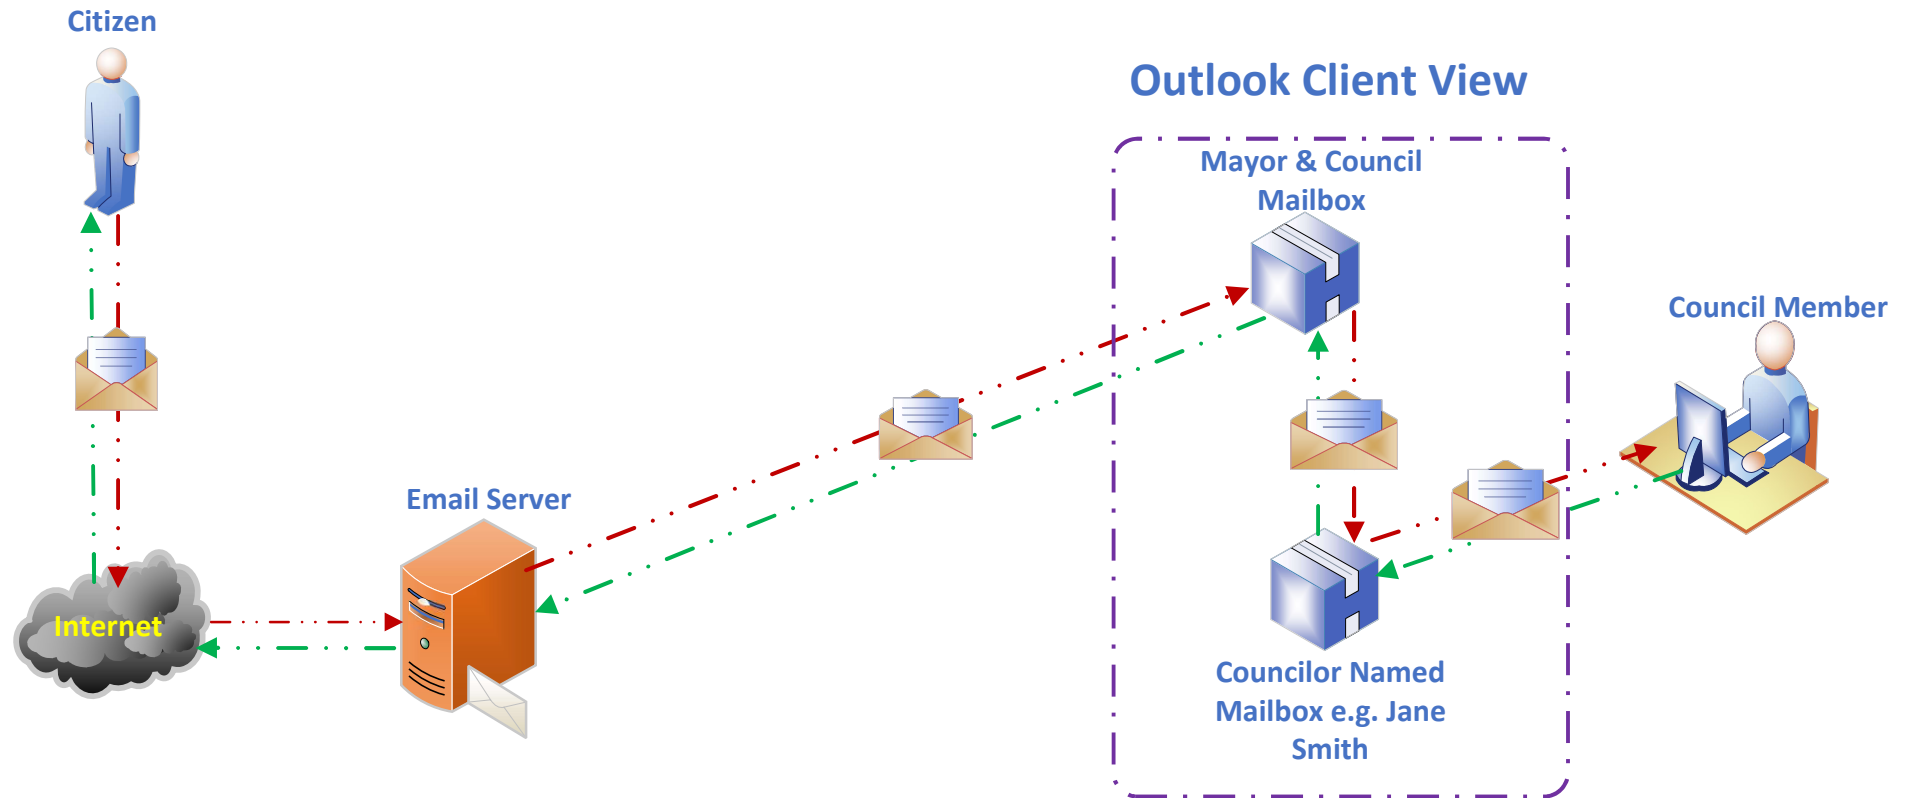 Citizen
Outlook Client View
Mayor & Council
Mailbox
Council Member
Email Server
Internet
Councilor Named
Mailbox e.g. Jane
Smith